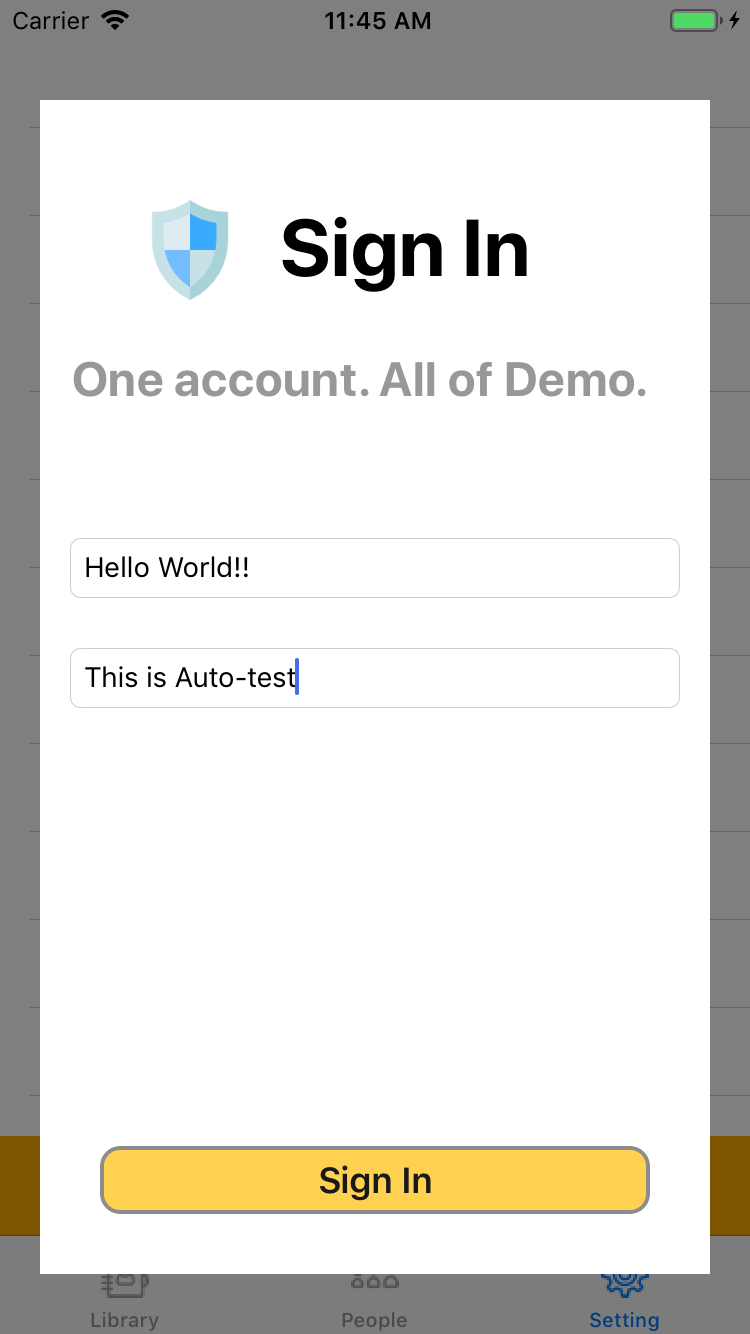 Carrier 11:45 AM
Sign In
One account. All of Demo.
Hello World!!
This is Auto-test
Sign In
Library People Setting